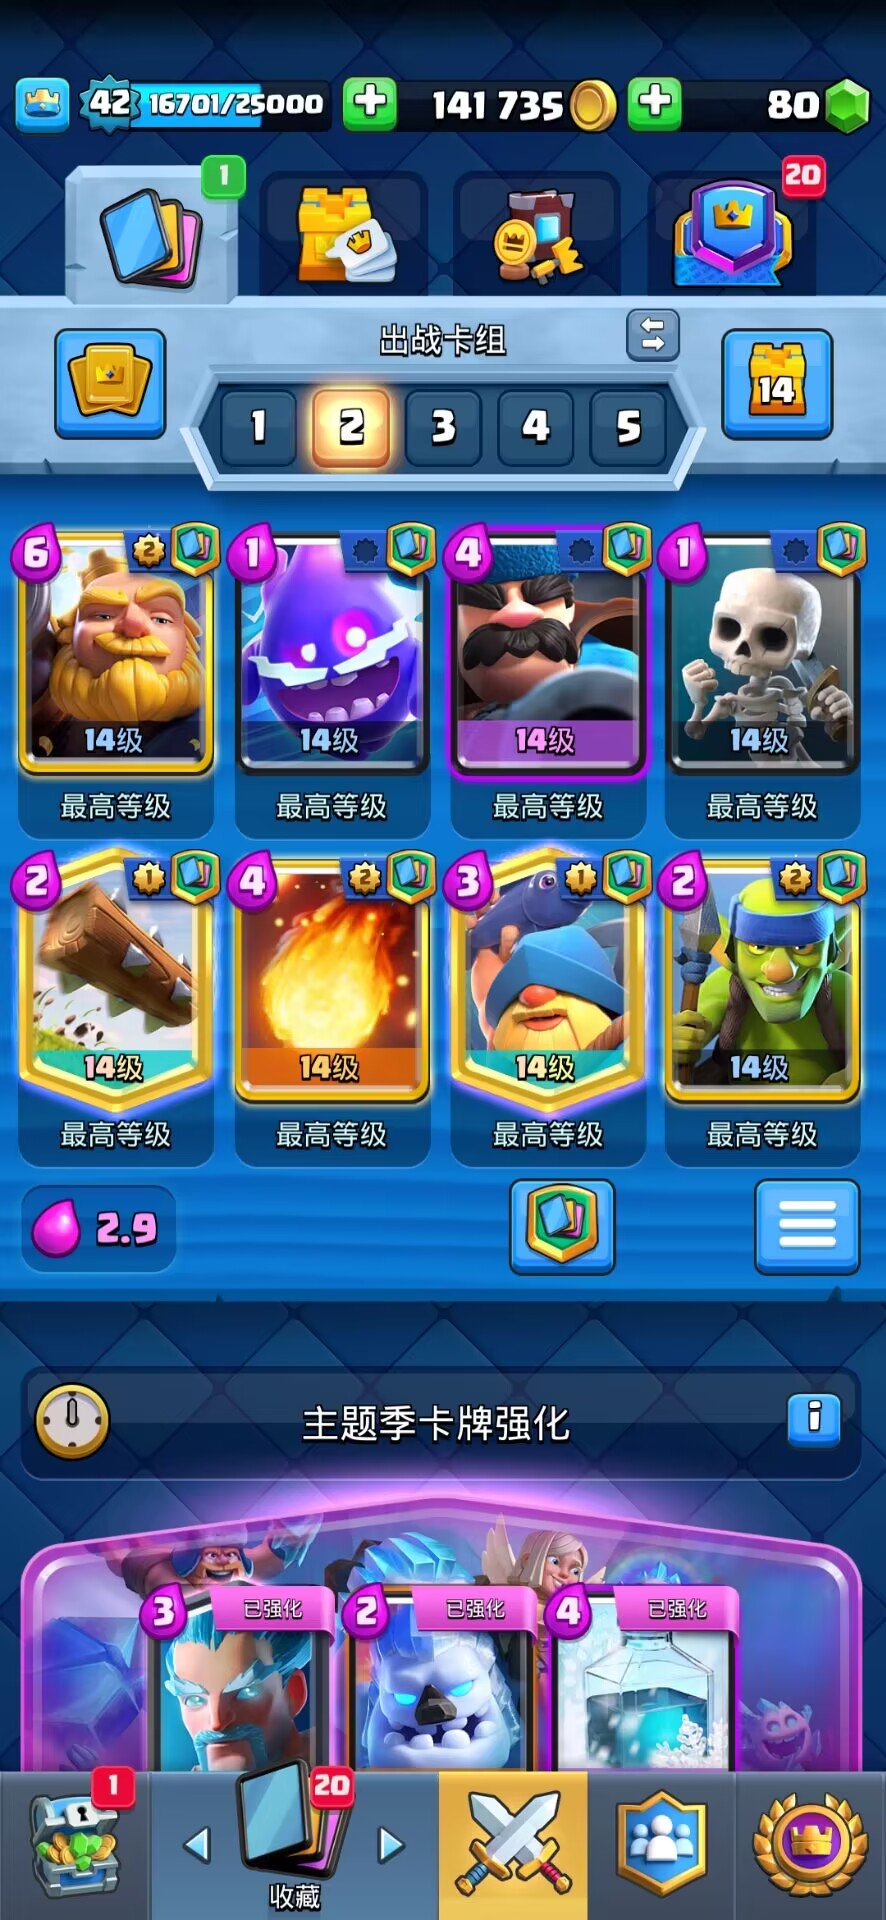 42 16701/25000 141 735 80
1 20
出战卡组
14
1 2 3 4 5
6 2 1 4 1
14级 14级 14级 14级
最高等级 最高等级 最高等级 最高等级
2 1 4 2 3 1 2 2
14级 14级 14级 14级
最高等级 最高等级 最高等级 最高等级
2.9
主题季卡牌强化 i
3 已强化 2 已强化 4 已强化
1 20
收藏